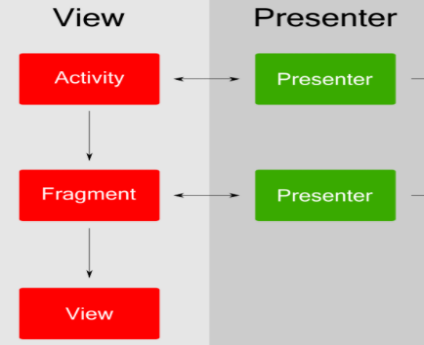 View
Presenter
Activity
Presenter
Fragment
Presenter
View